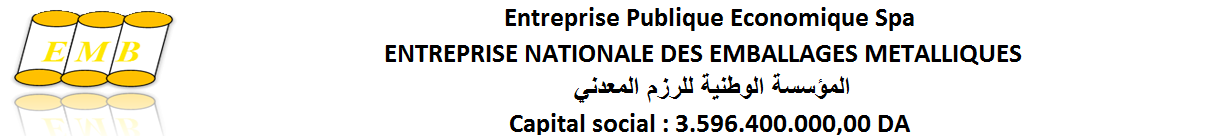 EMB
Entreprise Publique Economique Spa
ENTREPRISE NATIONALE DES EMBALLAGES METALLIQUES
المؤسسة الوطنية للرزم المعدني
Capital social : 3.596.400.000,00 DA